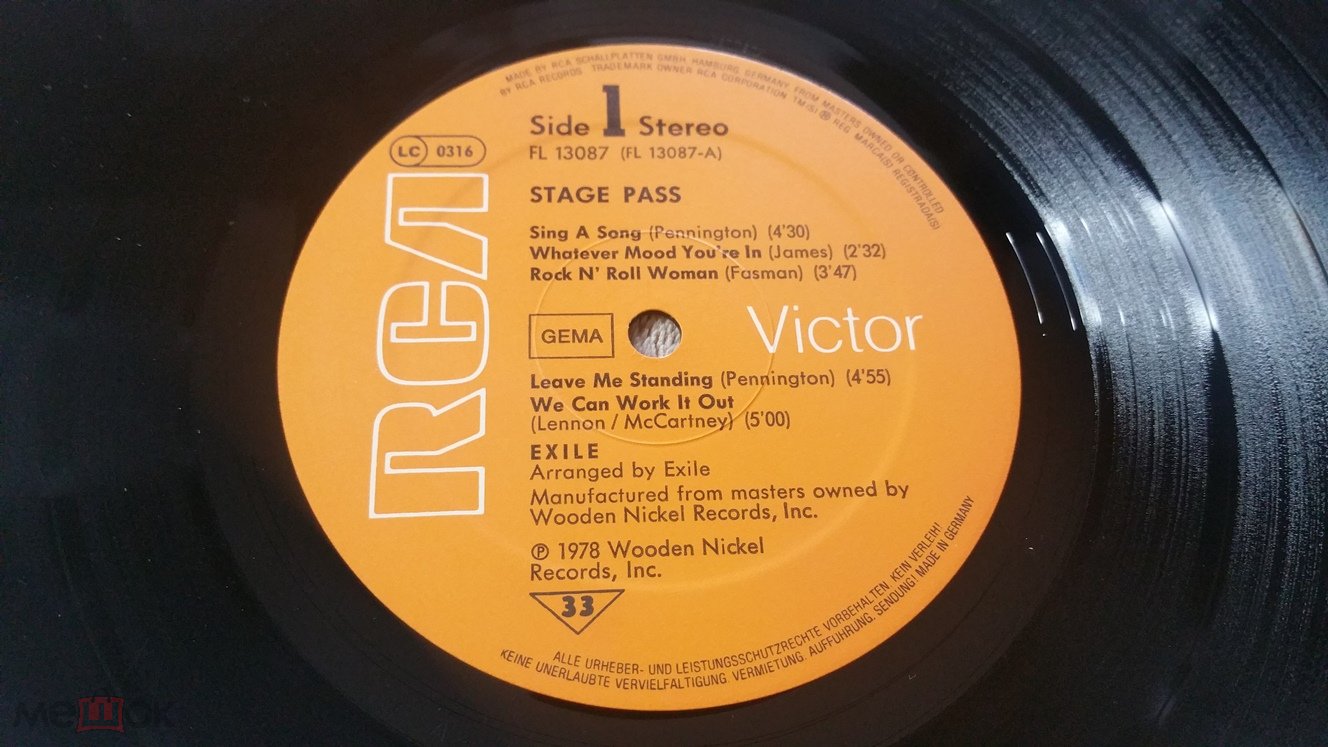 MADE BY RCA SCHALLPLATTEN GMBH, HAMBURG, GERMANY, FROM MASTERS OWNED OR CONTROLLED
BY RCA RECORDS TRADEMARK OWNER RCA CORPORATION TM(S) ® REG. MARCA(S) REGISTRADA(S)
Side 1 Stereo
LC 0316
FL 13087 (FL 13087-A)
STAGE PASS
Sing A Song (Pennington) (4'30)
Whatever Mood You're In (James) (2'32)
Rock N' Roll Woman (Fasman) (3'47)
RCA
GEMA
Victor
Leave Me Standing (Pennington) (4'55)
We Can Work It Out
(Lennon / McCartney) (5'00)
EXILE
Arranged by Exile
Manufactured from masters owned by
Wooden Nickel Records, Inc.
℗ 1978 Wooden Nickel
Records, Inc.
33
ALLE URHEBER- UND LEISTUNGSSCHUTZRECHTE VORBEHALTEN. KEIN VERLEIH!
KEINE UNERLAUBTE VERVIELFALTIGUNG. VERMIETUNG. AUFFUHRUNG. SENDUNG! MADE IN GERMANY
мешок